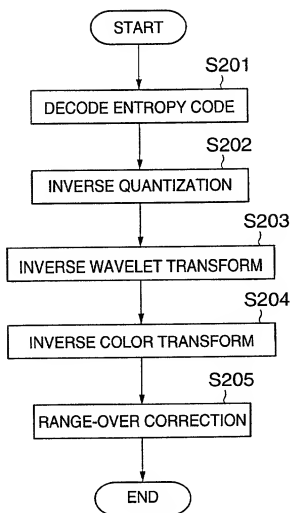 START
S201
DECODE ENTROPY CODE
S202
INVERSE QUANTIZATION
S203
INVERSE WAVELET TRANSFORM
S204
INVERSE COLOR TRANSFORM
S205
RANGE-OVER CORRECTION
END